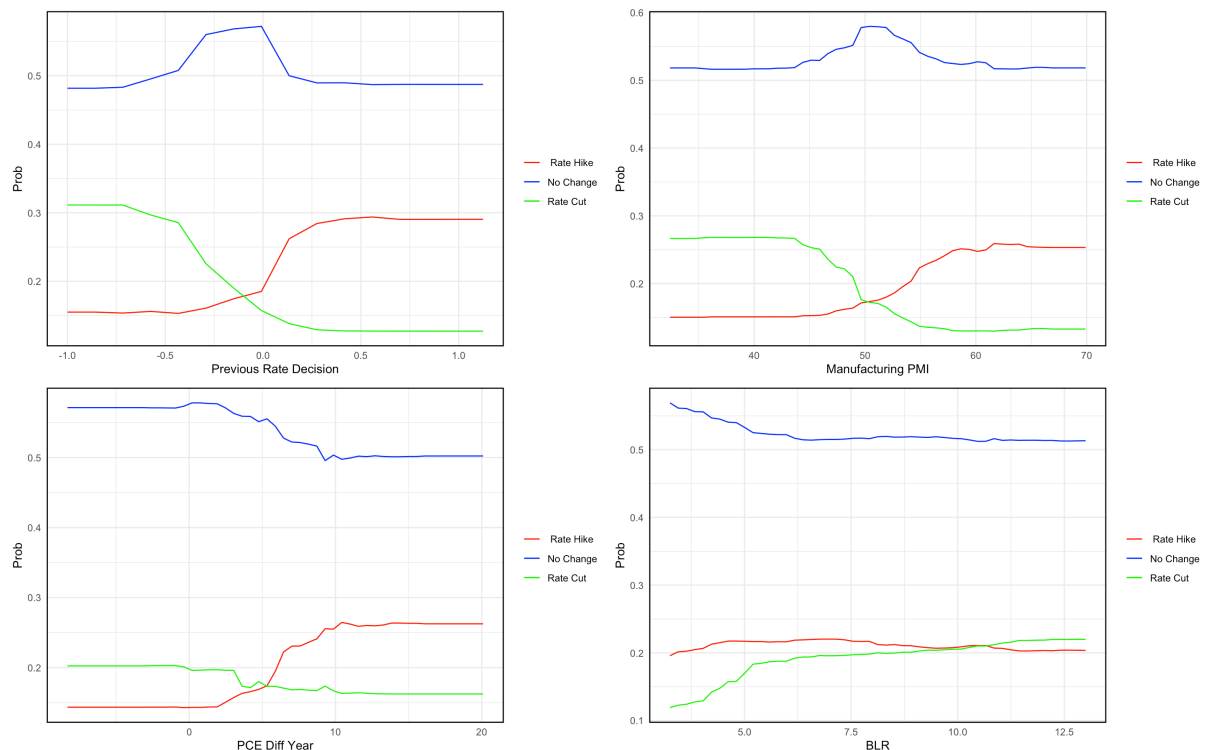 0.5
0.4
0.3
0.2
Prob
-1.0
-0.5
0.0
0.5
1.0
Previous Rate Decision
Rate Hike
No Change
Rate Cut
0.6
0.5
0.4
0.3
0.2
Prob
40
50
60
70
Manufacturing PMI
Rate Hike
No Change
Rate Cut
0.5
0.4
0.3
0.2
Prob
0
10
20
PCE Diff Year
Rate Hike
No Change
Rate Cut
0.5
0.4
0.3
0.2
0.1
Prob
5.0
7.5
10.0
12.5
BLR
Rate Hike
No Change
Rate Cut